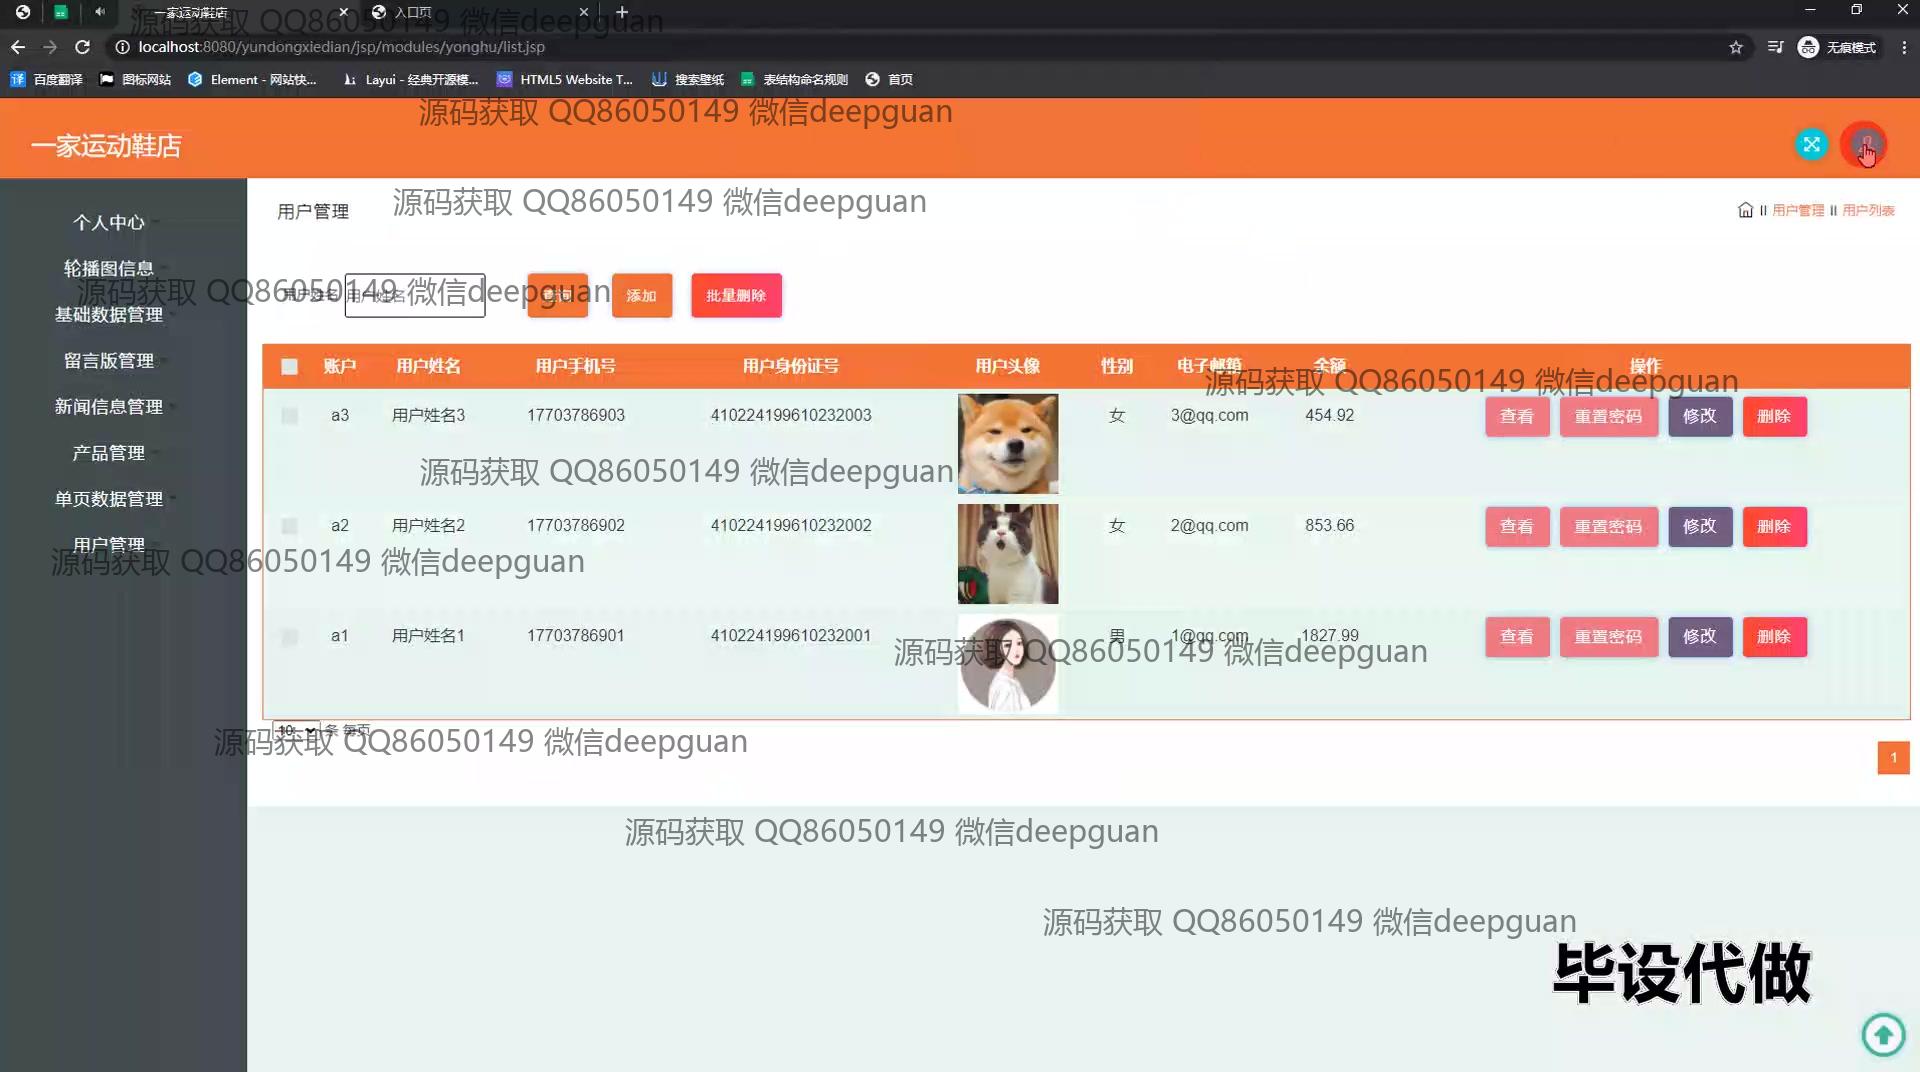 一家运动鞋店
入口页
源码获取 QQ86050149 微信deepguan
localhost:8080/yundongxiedian/jsp/modules/yonghu/list.jsp
无痕模式
百度翻译
图标网站
Element - 网站快...
Layui - 经典开源模...
HTML5 Website T...
搜索壁纸
表结构命名规则
首页
源码获取 QQ86050149 微信deepguan
一家运动鞋店
用户管理
源码获取 QQ86050149 微信deepguan
用户管理 用户列表
个人中心
轮播图信息
基础数据管理
留言版管理
新闻信息管理
产品管理
单页数据管理
用户管理
用户姓名 用户姓名 添加 批量删除
源码获取 QQ86050149 微信deepguan
账户 用户姓名 用户手机号 用户身份证号 用户头像 性别 电子邮箱 余额 操作
源码获取 QQ86050149 微信deepguan
a3 用户姓名3 17703786903 410224199610232003 女 3@qq.com 454.92 查看 重置密码 修改 删除
源码获取 QQ86050149 微信deepguan
a2 用户姓名2 17703786902 410224199610232002 女 2@qq.com 853.66 查看 重置密码 修改 删除
源码获取 QQ86050149 微信deepguan
a1 用户姓名1 17703786901 410224199610232001 男 1@qq.com 1827.99 查看 重置密码 修改 删除
源码获取 QQ86050149 微信deepguan
10 条 每页
源码获取 QQ86050149 微信deepguan
1
源码获取 QQ86050149 微信deepguan
源码获取 QQ86050149 微信deepguan
毕设代做